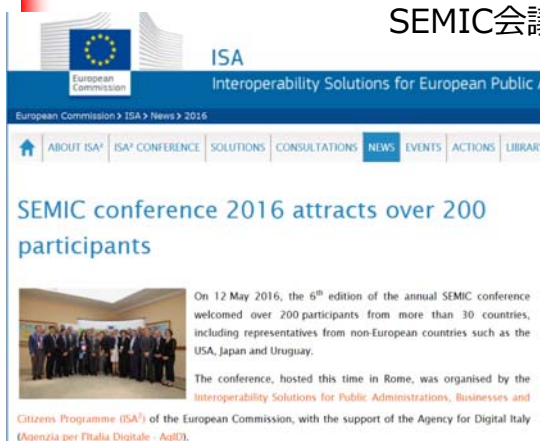 SEMIC会議
ISA
European
Commission
Interoperability Solutions for European Public
European Commission > ISA > News > 2016
ABOUT ISA² ISA² CONFERENCE SOLUTIONS CONSULTATIONS NEWS EVENTS ACTIONS LIBRARY
SEMIC conference 2016 attracts over 200
participants
On 12 May 2016, the 6th edition of the annual SEMIC conference
welcomed over 200 participants from more than 30 countries,
including representatives from non-European countries such as the
USA, Japan and Uruguay.
The conference, hosted this time in Rome, was organised by the
Interoperability Solutions for Public Administrations, Businesses and
Citizens Programme (ISA²) of the European Commission, with the support of the Agency for Digital Italy
(Agenzia per l'Italia Digitale - AgID).